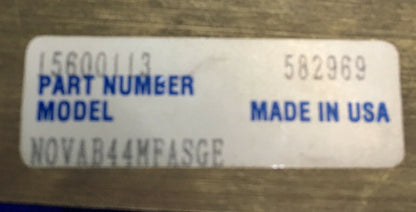 15600113 582969
PART NUMBER
MODEL MADE IN USA
NOVAB44MFASGE